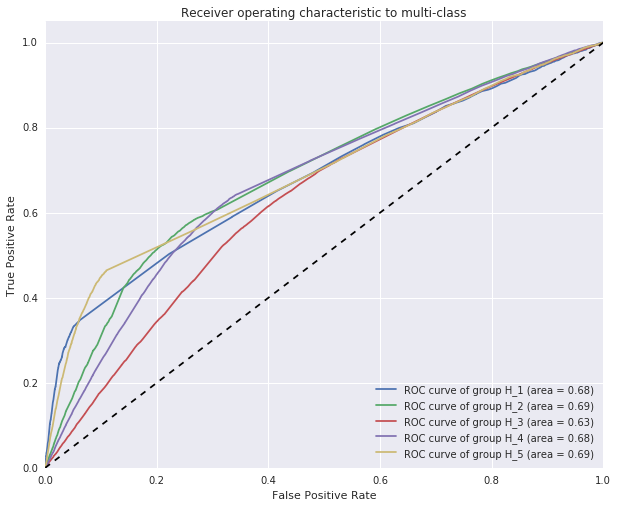 Receiver operating characteristic to multi-class
1.0
0.8
0.6
0.4
0.2
0.0
True Positive Rate
ROC curve of group H_1 (area = 0.68)
ROC curve of group H_2 (area = 0.69)
ROC curve of group H_3 (area = 0.63)
ROC curve of group H_4 (area = 0.68)
ROC curve of group H_5 (area = 0.69)
0.0 0.2 0.4 0.6 0.8 1.0
False Positive Rate